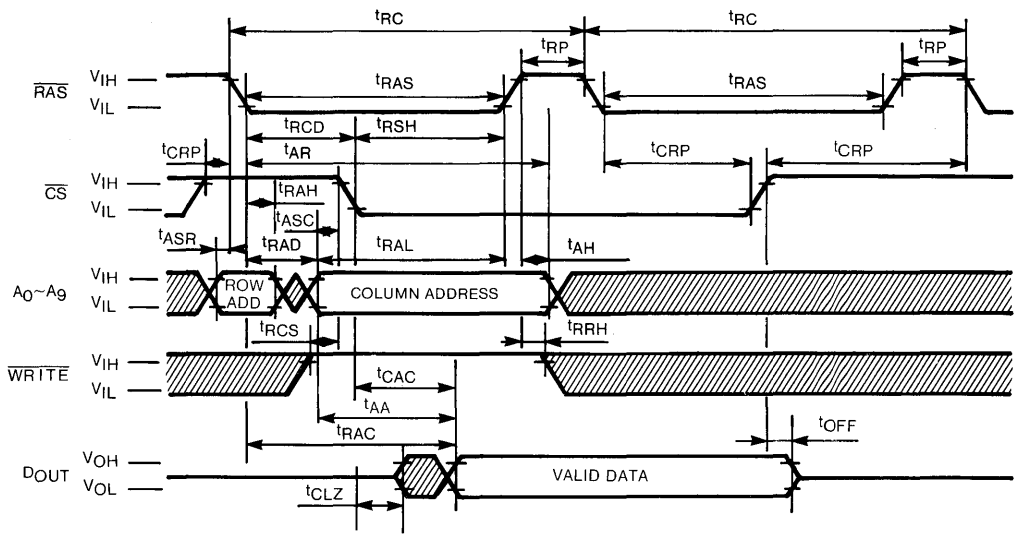 tRC tRC
tRP tRP
RAS VIH VIL tRAS tRAS
tRCD tRSH
tCRP tAR tCRP tCRP
CS VIH VIL tRAH
tASC
tASR tRAD tRAL tAH
A0~A9 VIH VIL ROW ADD COLUMN ADDRESS
tRCS tRRH
WRITE VIH VIL tCAC
tAA
tRAC tOFF
DOUT VOH VOL VALID DATA
tCLZ